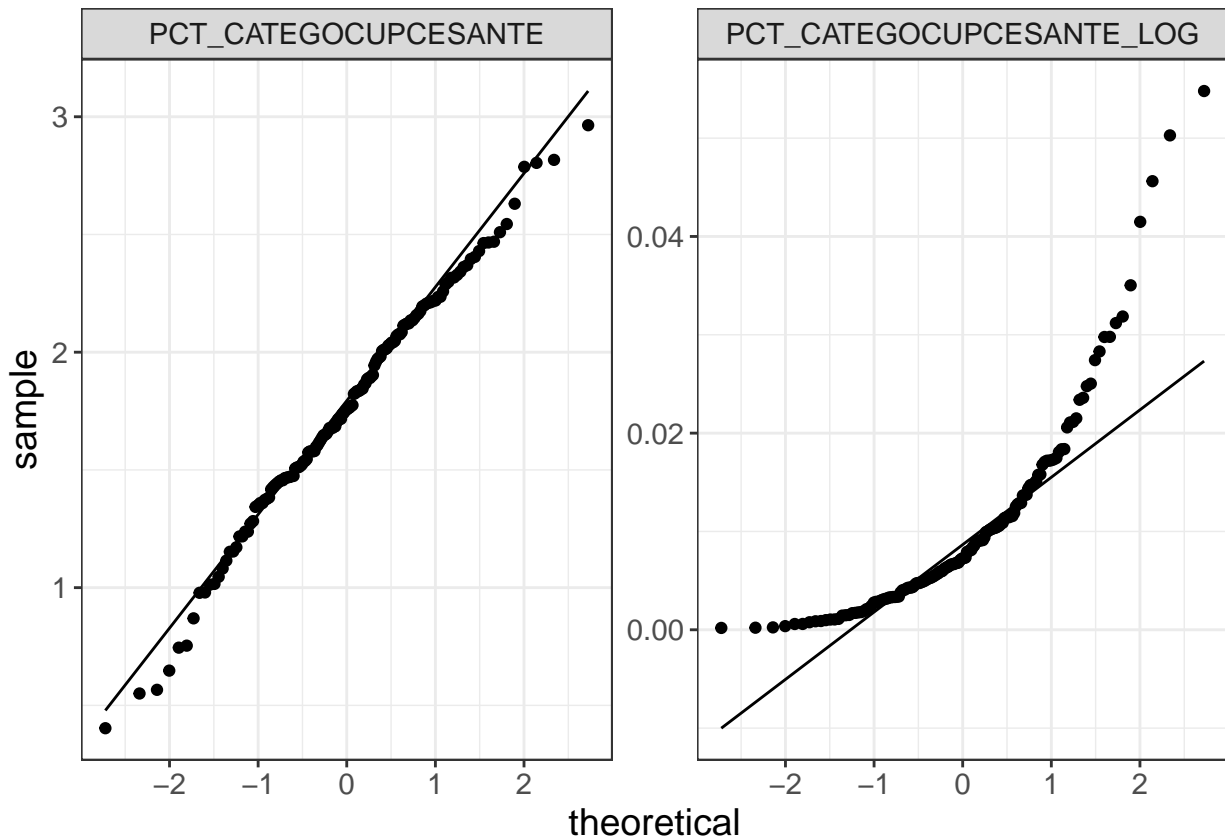 PCT_CATEGOCUPCESANTE PCT_CATEGOCUPCESANTE_LOG
3
2
1
0.04
0.02
0.00
−2 −1 0 1 2 −2 −1 0 1 2
sample
theoretical